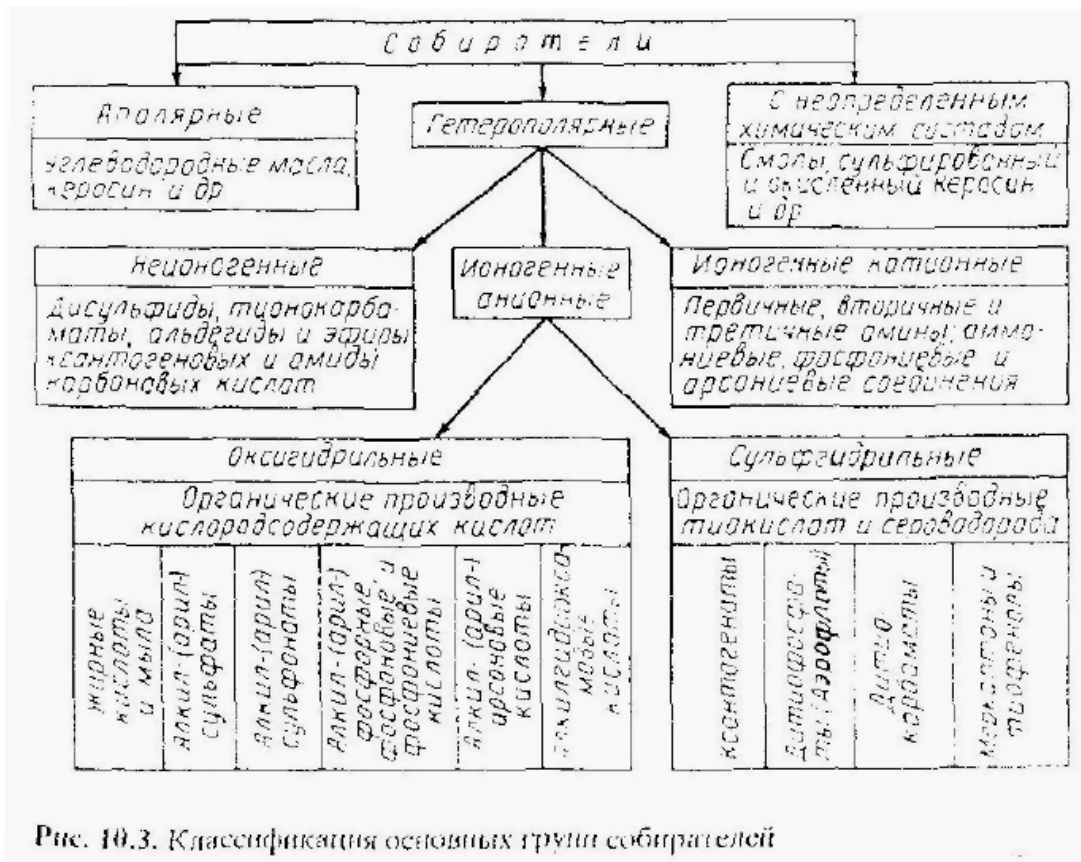 Собиратели
Аполярные
Углеводородные масла,
керосин и др
Гетерополярные
С неопределенным
химическим составом
Смолы, сульфированный
и окисленный керосин
и др
Неионогенные
Дисульфиды, тионокарба-
маты, альдегиды и эфиры
ксантогеновых и амиды
карбоновых кислот
Ионогенные
анионные
Ионогенные катионные
Первичные, вторичные и
третичные амины; аммо-
ниевые, фосфониевые и
арсониевые соединения
Оксигидрильные
Органические производные
кислородсодержащих кислот
Жирные
кислоты
и мыла
Алкил-(арил-)
сульфаты
Алкил-(арил)
Сульфонаты
Алкил-(арил-)
фосфорные,
фосфоновые, и
фосфониевые
кислоты
Алкил-(арил-)
арсоновые
кислоты
Алкилгидрокса-
мовые
кислоты
Сульфгидрильные
Органические производные
тиокислот и сероводорода
Ксантогенаты
Дитиофосфа-
ты (Аэрофлоты)
Дитио-
карбаматы
Меркаптоны и
тиофенолы
Рис. 10.3. Классификация основных групп собирателей